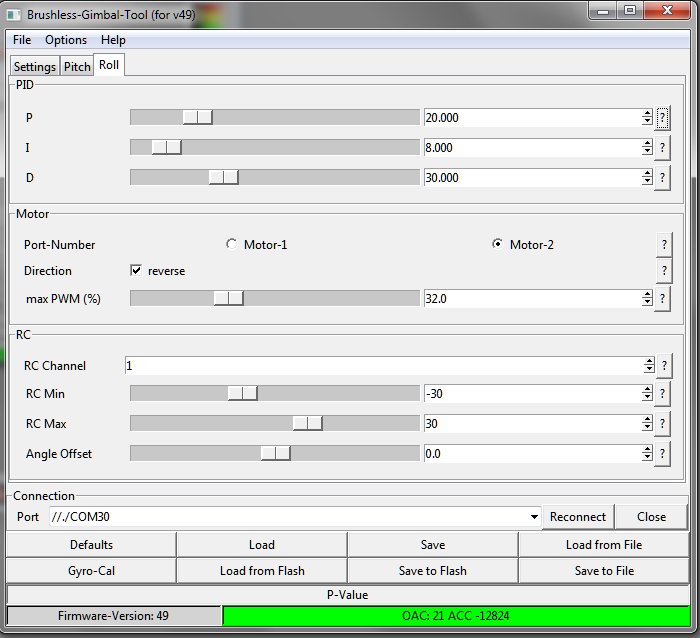 Brushless-Gimbal-Tool (for v49)
File Options Help
Settings Pitch Roll
PID
P 20.000 ?
I 8.000 ?
D 30.000 ?
Motor
Port-Number Motor-1 Motor-2 ?
Direction reverse ?
max PWM (%) 32.0 ?
RC
RC Channel 1 ?
RC Min -30 ?
RC Max 30 ?
Angle Offset 0.0 ?
Connection
Port //./COM30 Reconnect Close
Defaults Load Save Load from File
Gyro-Cal Load from Flash Save to Flash Save to File
P-Value
Firmware-Version: 49 OAC: 21 ACC -12824